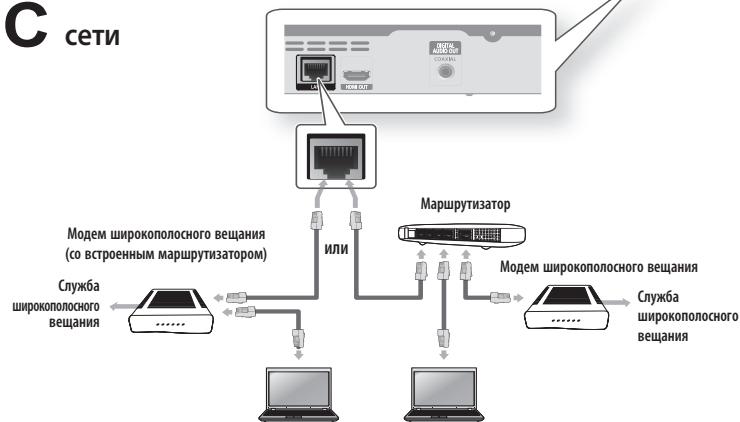 С сети
DIGITAL
AUDIO OUT
COAXIAL
LAN
HDMI OUT
Маршрутизатор
Модем широкополосного вещания
(со встроенным маршрутизатором)
или
Служба
широкополосного
вещания
Модем широкополосного вещания
Служба
широкополосного
вещания